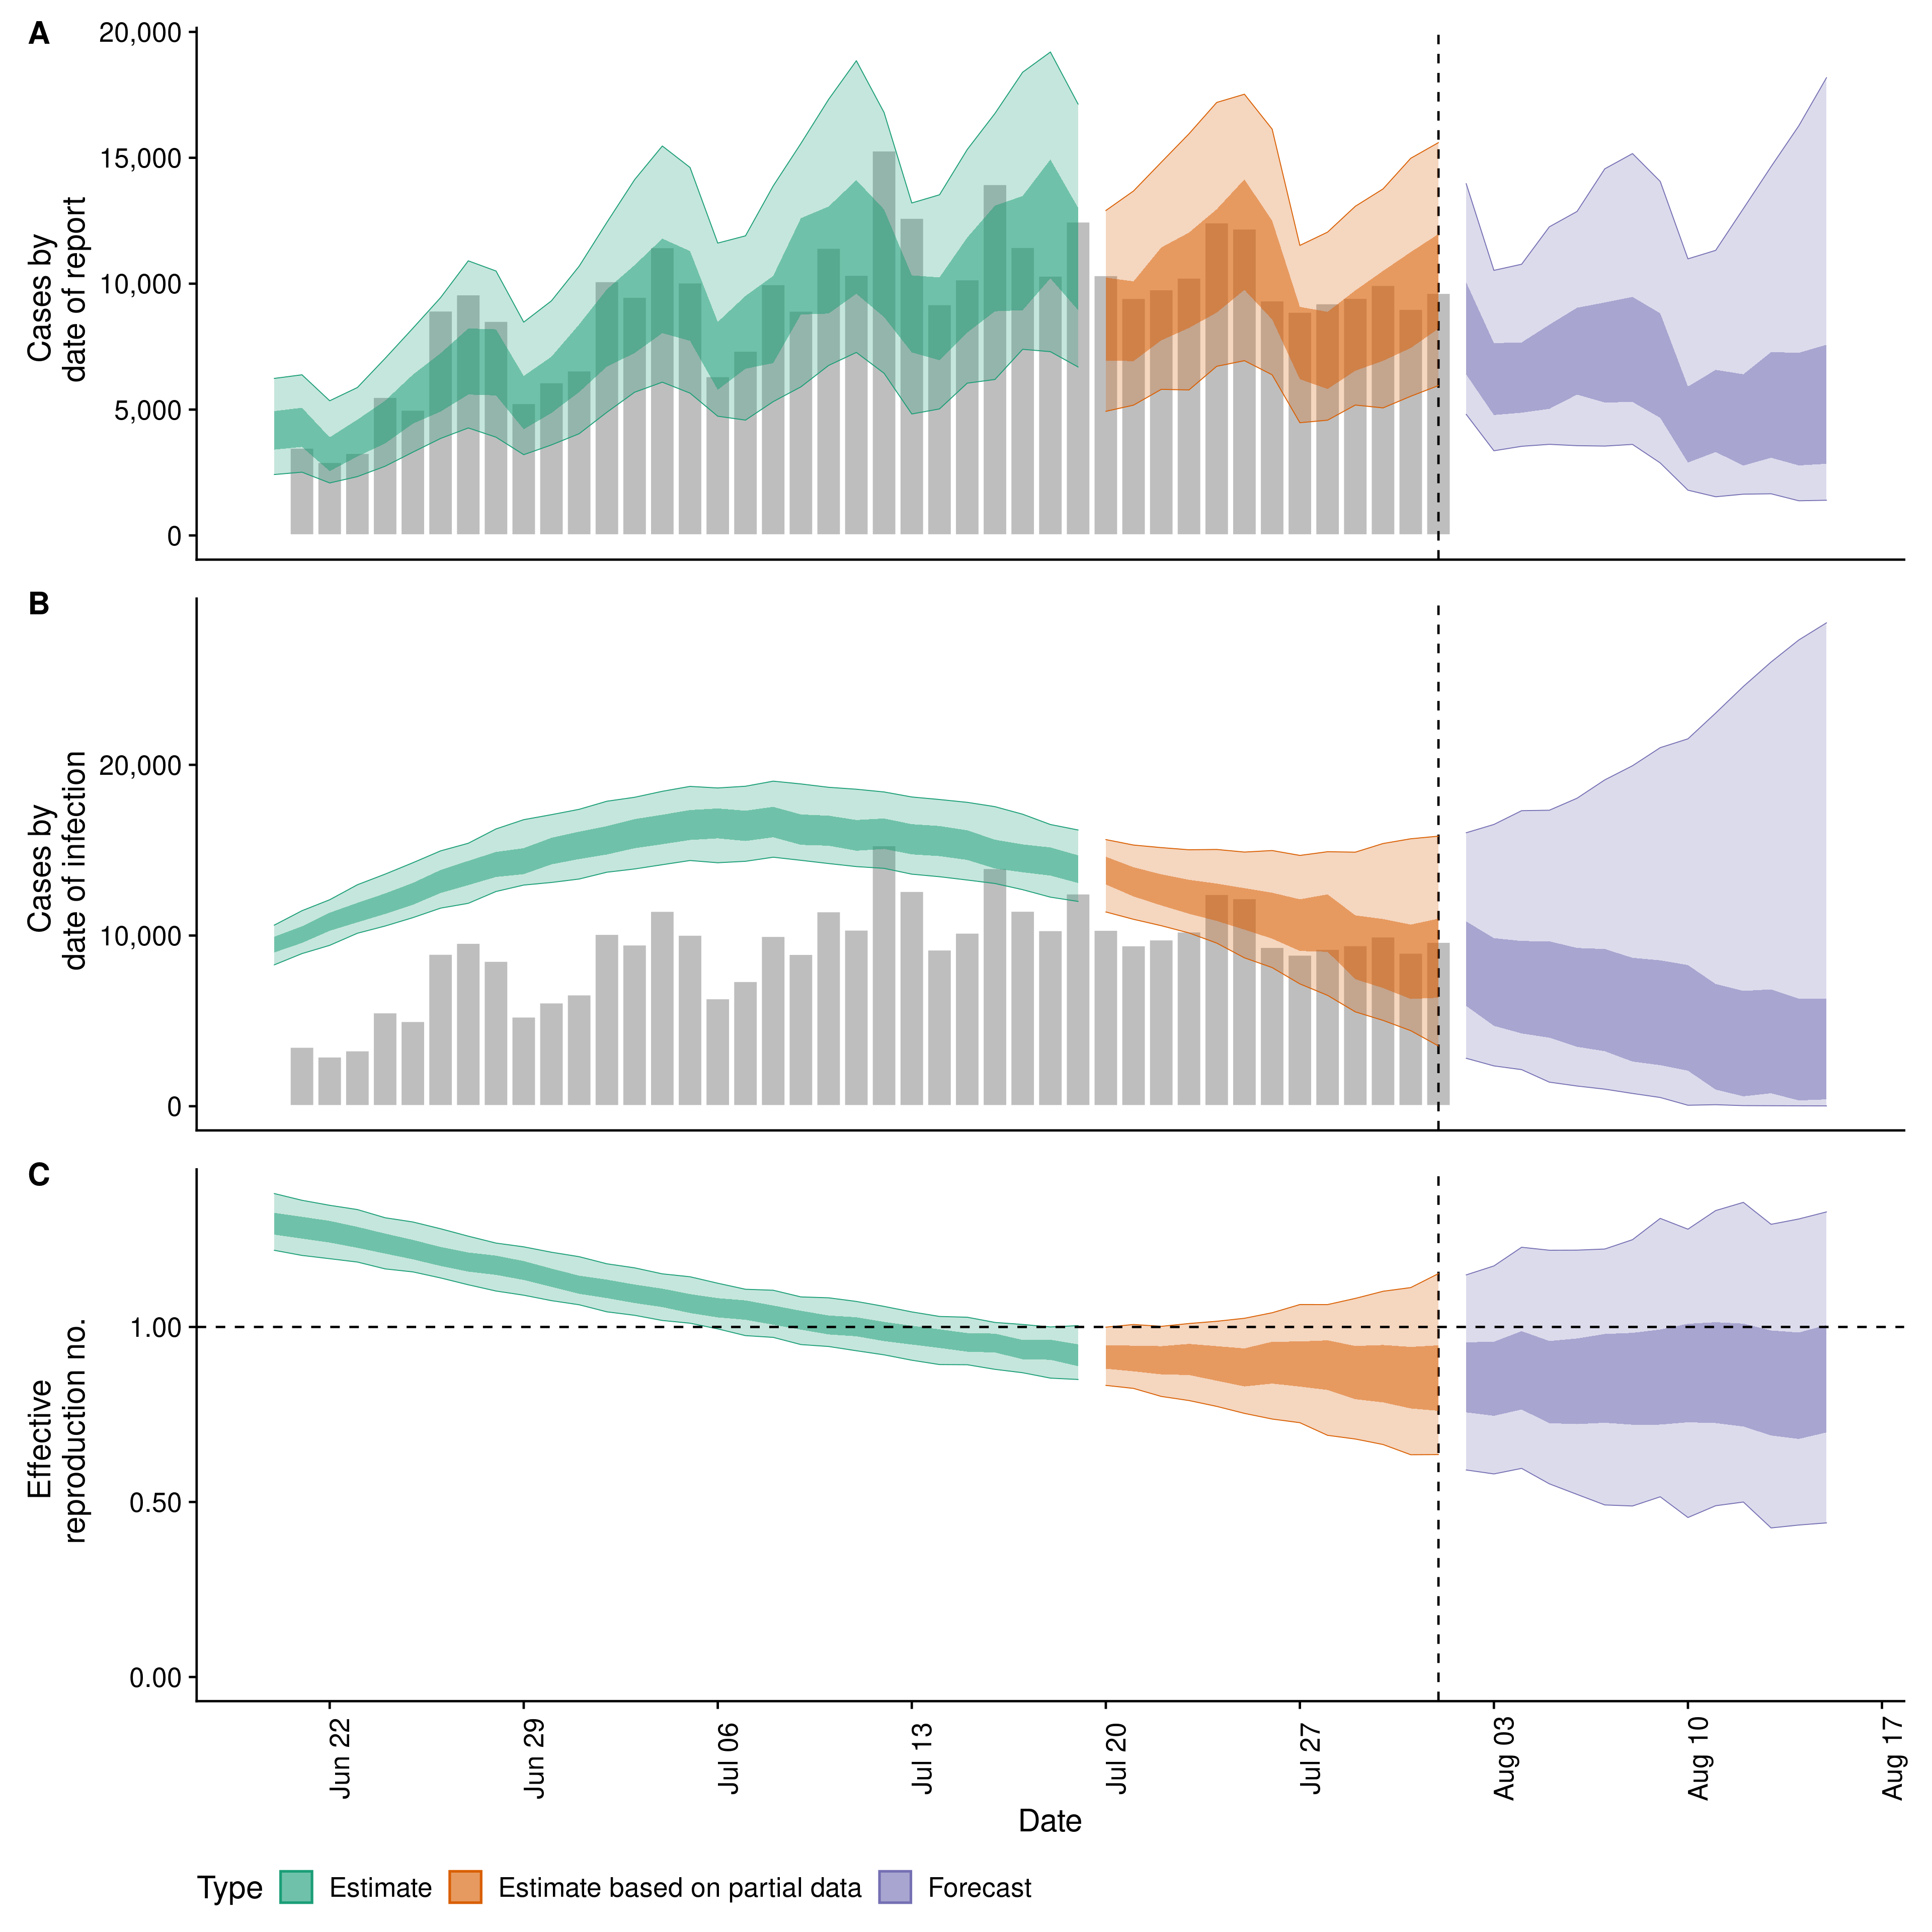 A
20,000
15,000
10,000
5,000
0
Cases by
date of report
B
20,000
10,000
0
Cases by
date of infection
C
1.00
0.50
0.00
Effective
reproduction no.
Jun 22
Jun 29
Jul 06
Jul 13
Jul 20
Jul 27
Aug 03
Aug 10
Aug 17
Date
Type Estimate Estimate based on partial data Forecast